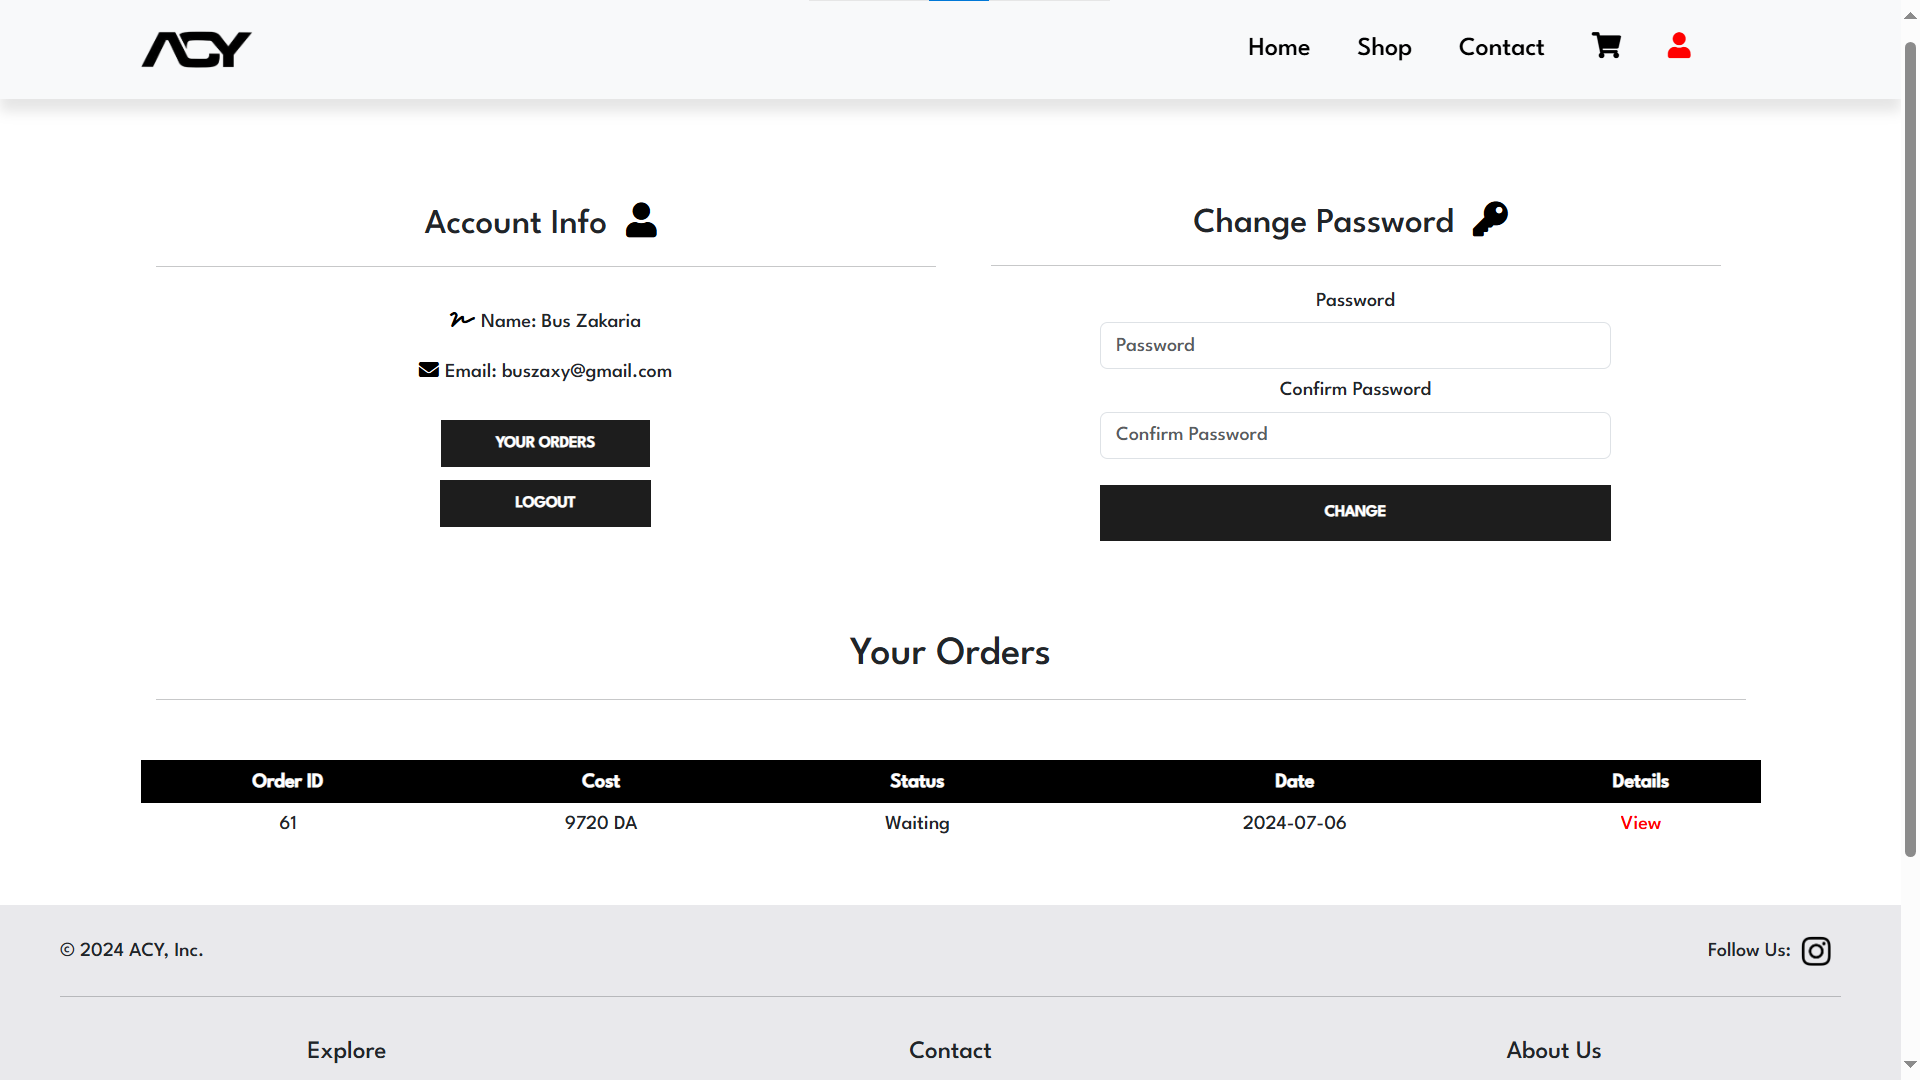 ACY
Home Shop Contact
Account Info
Name: Bus Zakaria
Email: buszaxy@gmail.com
YOUR ORDERS
LOGOUT
Change Password
Password
Password
Confirm Password
Confirm Password
CHANGE
Your Orders
Order ID Cost Status Date Details
61 9720 DA Waiting 2024-07-06 View
© 2024 ACY, Inc.
Follow Us:
Explore Contact About Us